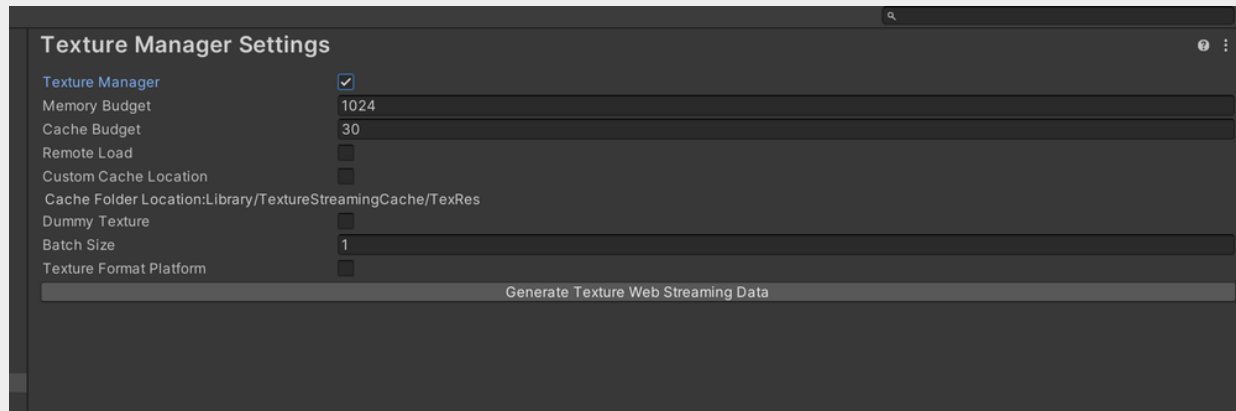 Texture Manager Settings
Texture Manager
Memory Budget 1024
Cache Budget 30
Remote Load
Custom Cache Location
Cache Folder Location:Library/TextureStreamingCache/TexRes
Dummy Texture
Batch Size 1
Texture Format Platform
Generate Texture Web Streaming Data